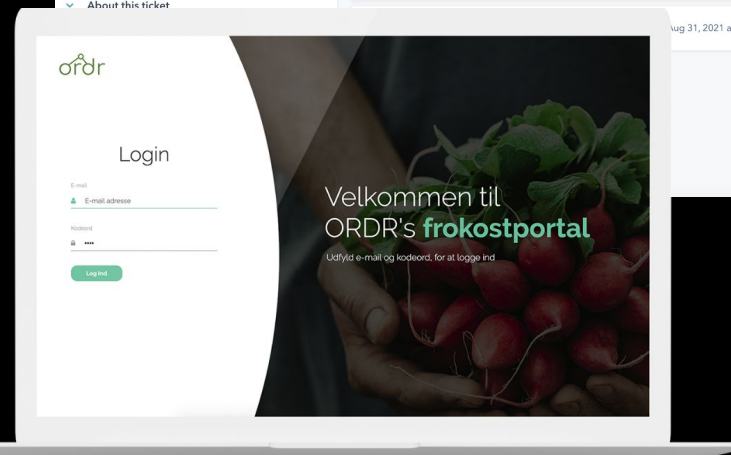 About this ticket
Aug 31, 2021 a
ordr
Login
E-mail
E-mail adresse
Kodeord
••••
Log ind
Velkommen til
ORDR's frokostportal
Udfyld e-mail og kodeord, for at logge ind